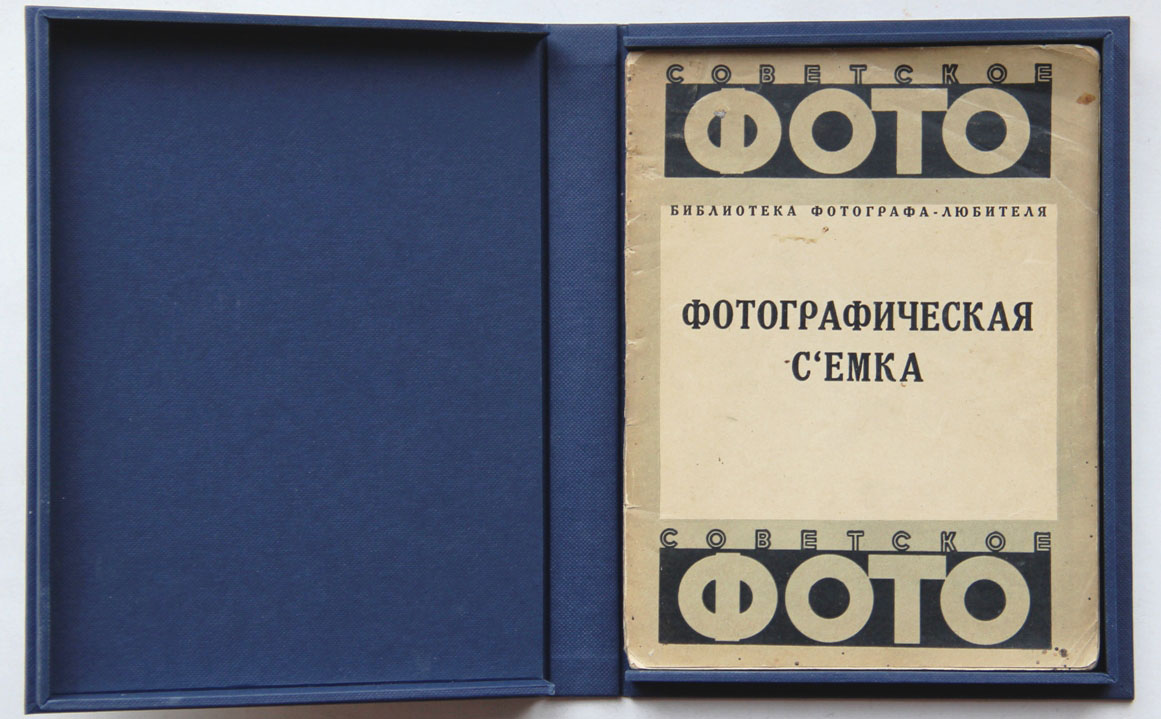 СОВЕТСКОЕ
ФОТО
БИБЛИОТЕКА ФОТОГРАФА-ЛЮБИТЕЛЯ
ФОТОГРАФИЧЕСКАЯ
С‘ЕМКА
СОВЕТСКОЕ
ФОТО